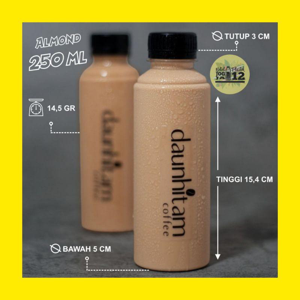 ALMOND
250 ML
TUTUP 3 CM
12
14,5 GR
daunhitam
coffee
TINGGI 15,4 CM
daunhitam
coffee
BAWAH 5 CM